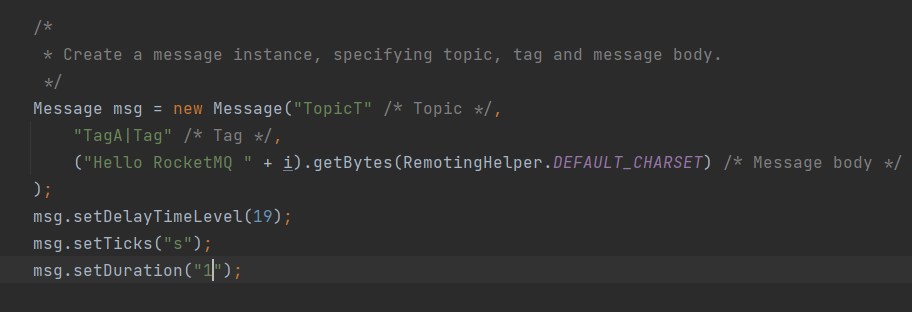 /*
* Create a message instance, specifying topic, tag and message body.
*/
Message msg = new Message("TopicT" /* Topic */,
"TagA|Tag" /* Tag */,
("Hello RocketMQ " + i).getBytes(RemotingHelper.DEFAULT_CHARSET) /* Message body */
);
msg.setDelayTimeLevel(19);
msg.setTicks("s");
msg.setDuration("1");